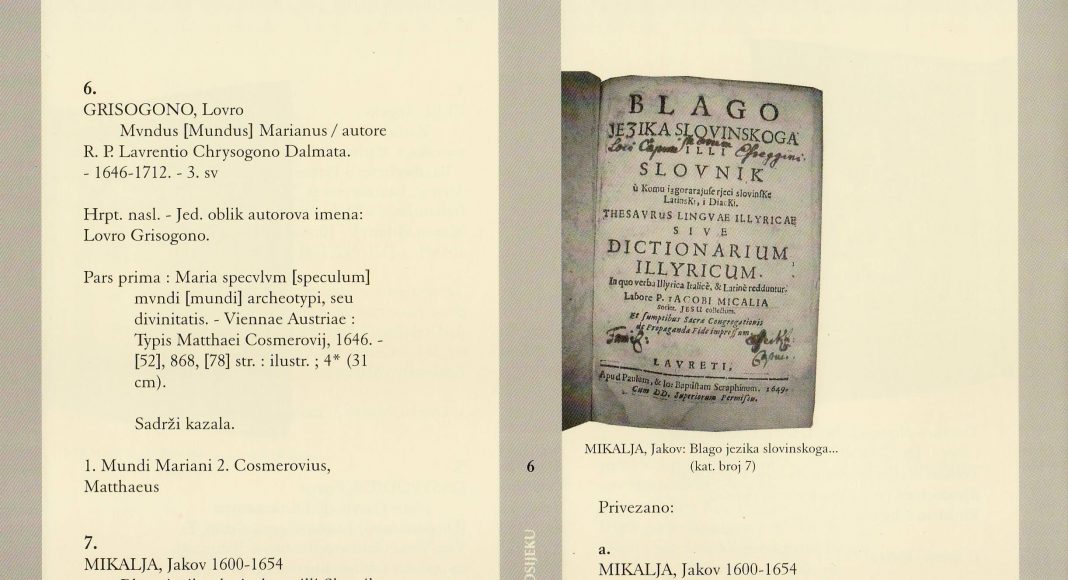 6.
GRISOGONO, Lovro
Mvndus [Mundus] Marianus / autore
R. P. Lavrentio Chrysogono Dalmata.
- 1646-1712. - 3. sv
Hrpt. nasl. - Jed. oblik autorova imena:
Lovro Grisogono.
Pars prima : Maria specvlvm [speculum]
mvndi [mundi] archeotypi, seu
divinitatis. - Viennae Austriae :
Typis Matthaei Cosmerovij, 1646. -
[52], 868, [78] str. : ilustr. ; 4* (31
cm).
Sadrži kazala.
1. Mundi Mariani 2. Cosmerovius,
Matthaeus
7.
MIKALJA, Jakov 1600-1654
6
OSIJEKU
BLAGO
JEZIKA SLOVINSKOGA
ILLI
SLOVNIK
ù Komu izgovarajuse rjeci slovinske
Latinski, i Diacki.
THESAVRUS LINGVAE ILLYRICAE
SIVE
DICTIONARIUM
ILLYRICUM.
In quo verba Illyrica Italicè, & Latinè redduntur.
Labore P. IACOBI MICALIA
Societ. JESU collectum.
Et sumptibus Sacræ Congregationis
de Propaganda Fide impressum
LAVRETI,
Apud Paulum, & Io: Baptistam Seraphinum. 1649.
Cum DD. Superiorum Permissu.
MIKALJA, Jakov: Blago jezika slovinskoga...
(kat. broj 7)
Privezano:
a.
MIKALJA, Jakov 1600-1654